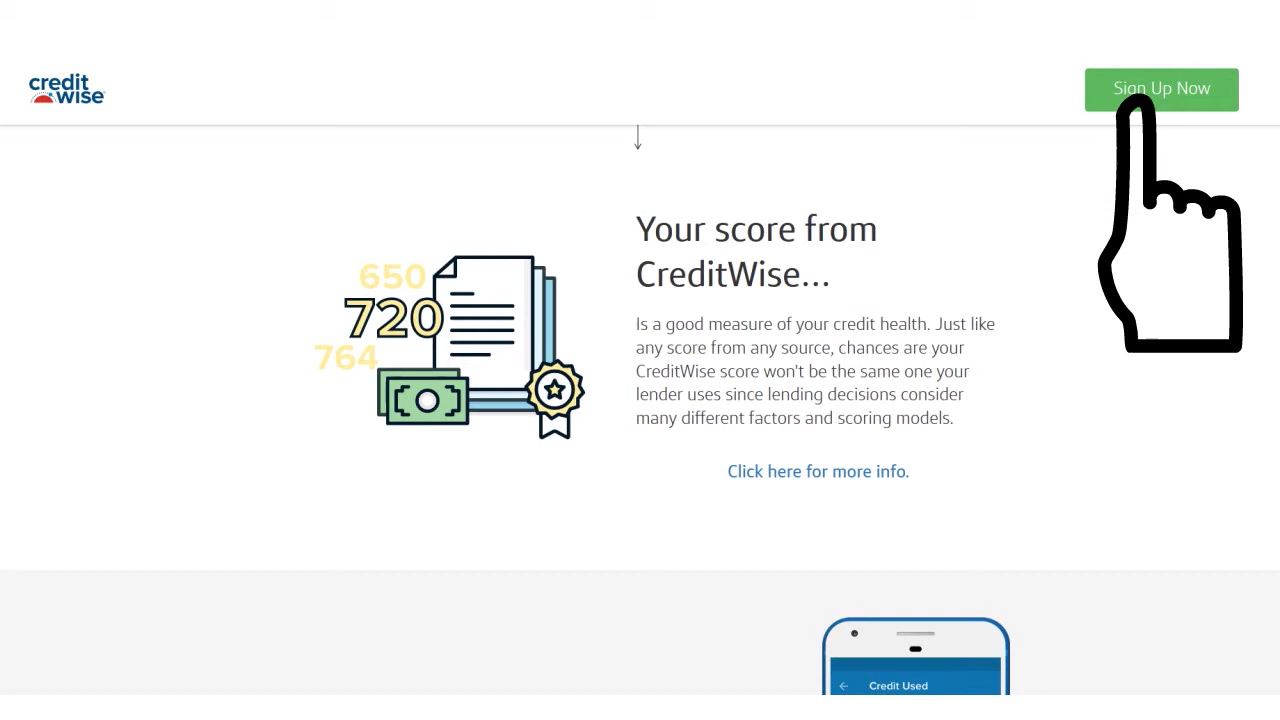 credit
wise
Sign Up Now
Your score from
CreditWise...
650
720
764
Is a good measure of your credit health. Just like
any score from any source, chances are your
CreditWise score won't be the same one your
lender uses since lending decisions consider
many different factors and scoring models.
Click here for more info.
Credit Used